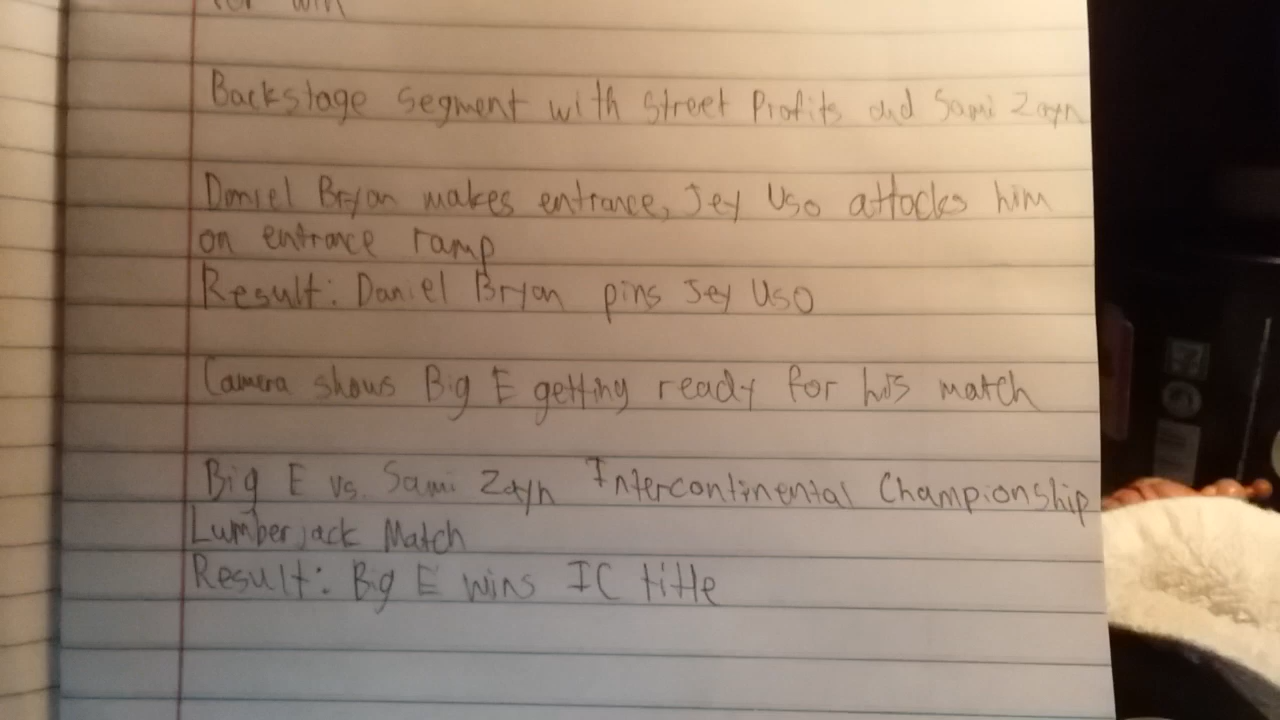 for win
Backstage segment with Street Profits and Sami Zayn
Daniel Bryan makes entrance, Jey Uso attacks him
on entrance ramp
Result: Daniel Bryan pins Jey Uso
Camera shows Big E getting ready for his match
Big E vs. Sami Zayn Intercontinental Championship
Lumberjack Match
Result: Big E wins IC title